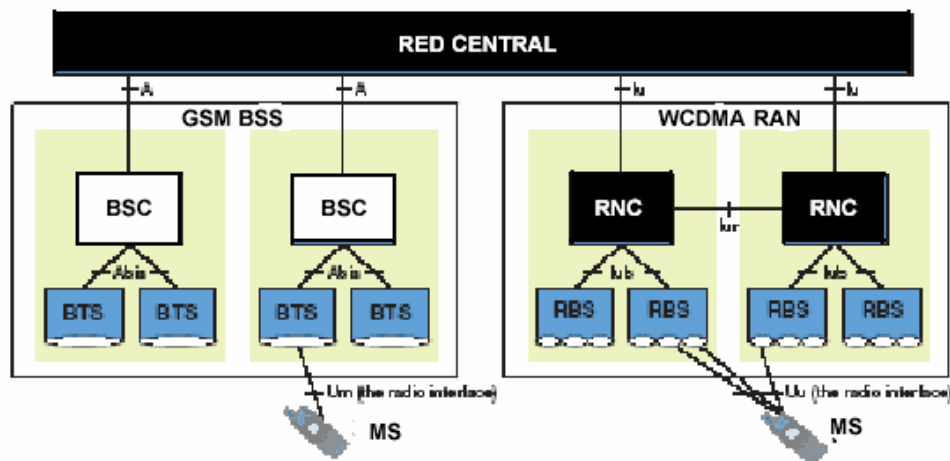 RED CENTRAL
A A Iu Iu
GSM BSS WCDMA RAN
BSC BSC RNC RNC
Iur
Abis Abis Iub Iub
BTS BTS BTS BTS RBS RBS RBS RBS
Um (the radio interface) Uu (the radio interface)
MS MS